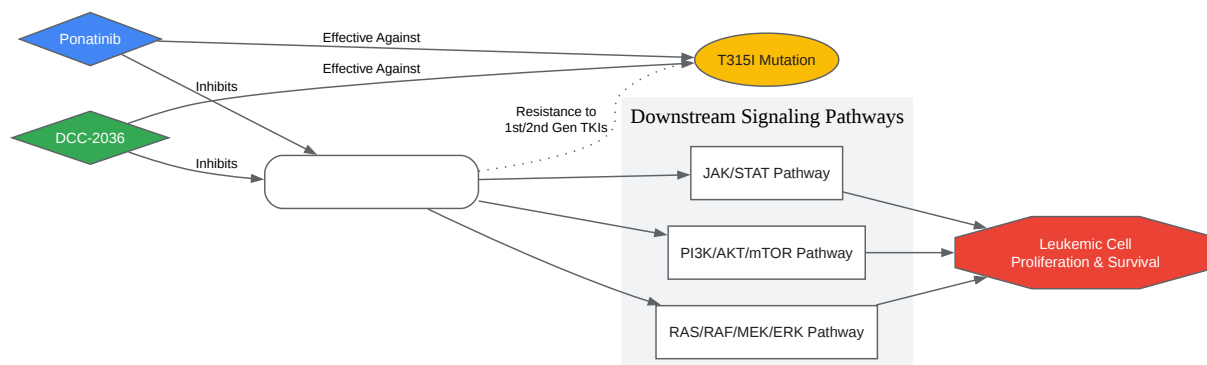 Ponatinib
Effective Against
T315I Mutation
Effective Against
Inhibits
Resistance to
1st/2nd Gen TKIs
Downstream Signaling Pathways
DCC-2036
Inhibits
JAK/STAT Pathway
PI3K/AKT/mTOR Pathway
Leukemic Cell
Proliferation & Survival
RAS/RAF/MEK/ERK Pathway